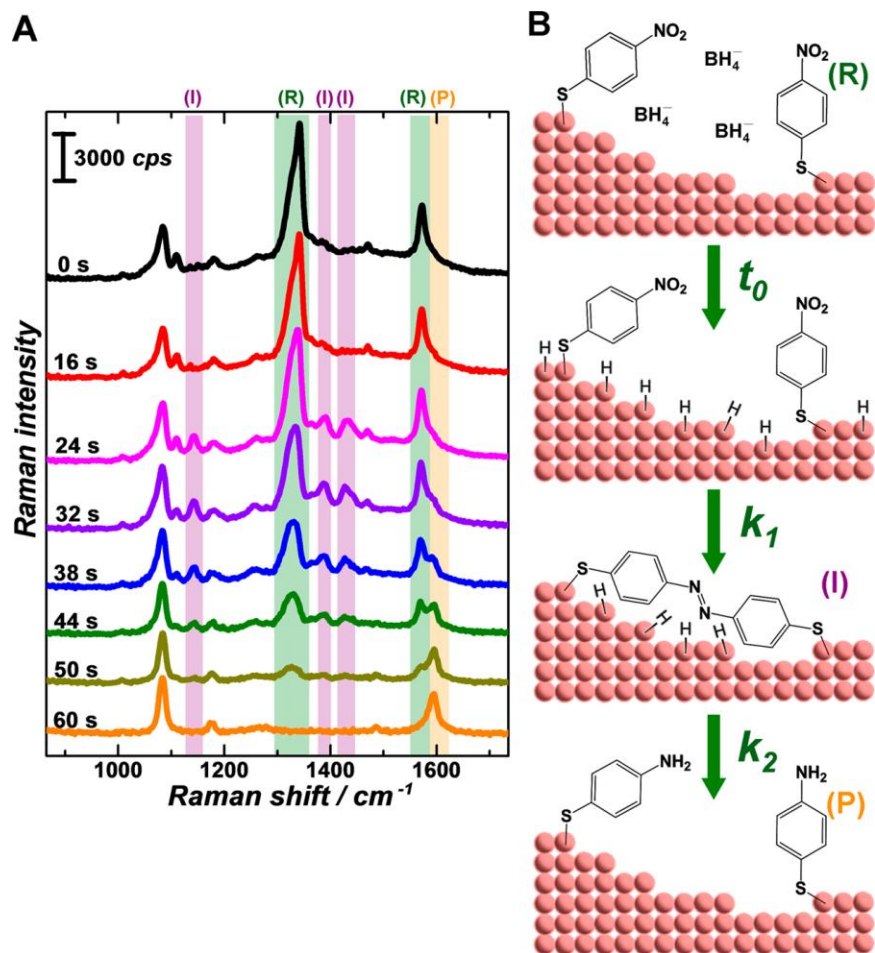 A
(I)
(R)
(I)
(I)
(R)
(P)
3000 cps
0 s
16 s
24 s
32 s
38 s
44 s
50 s
60 s
1000
1200
1400
1600
Raman shift / cm⁻¹
Raman intensity
B
NO₂
BH₄⁻
NO₂
(R)
BH₄⁻
BH₄⁻
S
S
t₀
NO₂
NO₂
H
S
H
H
H
H
H
S
H
k₁
S
H
N
N
(I)
H
H
H
S
k₂
NH₂
NH₂
(P)
S
S